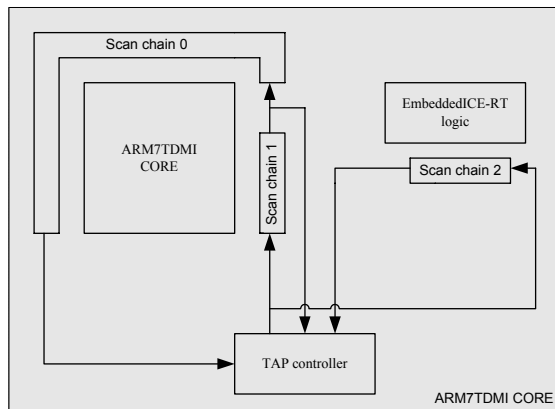 Scan chain 0
EmbeddedICE-RT
logic
ARM7TDMI
CORE
Scan chain 1
Scan chain 2
TAP controller
ARM7TDMI CORE